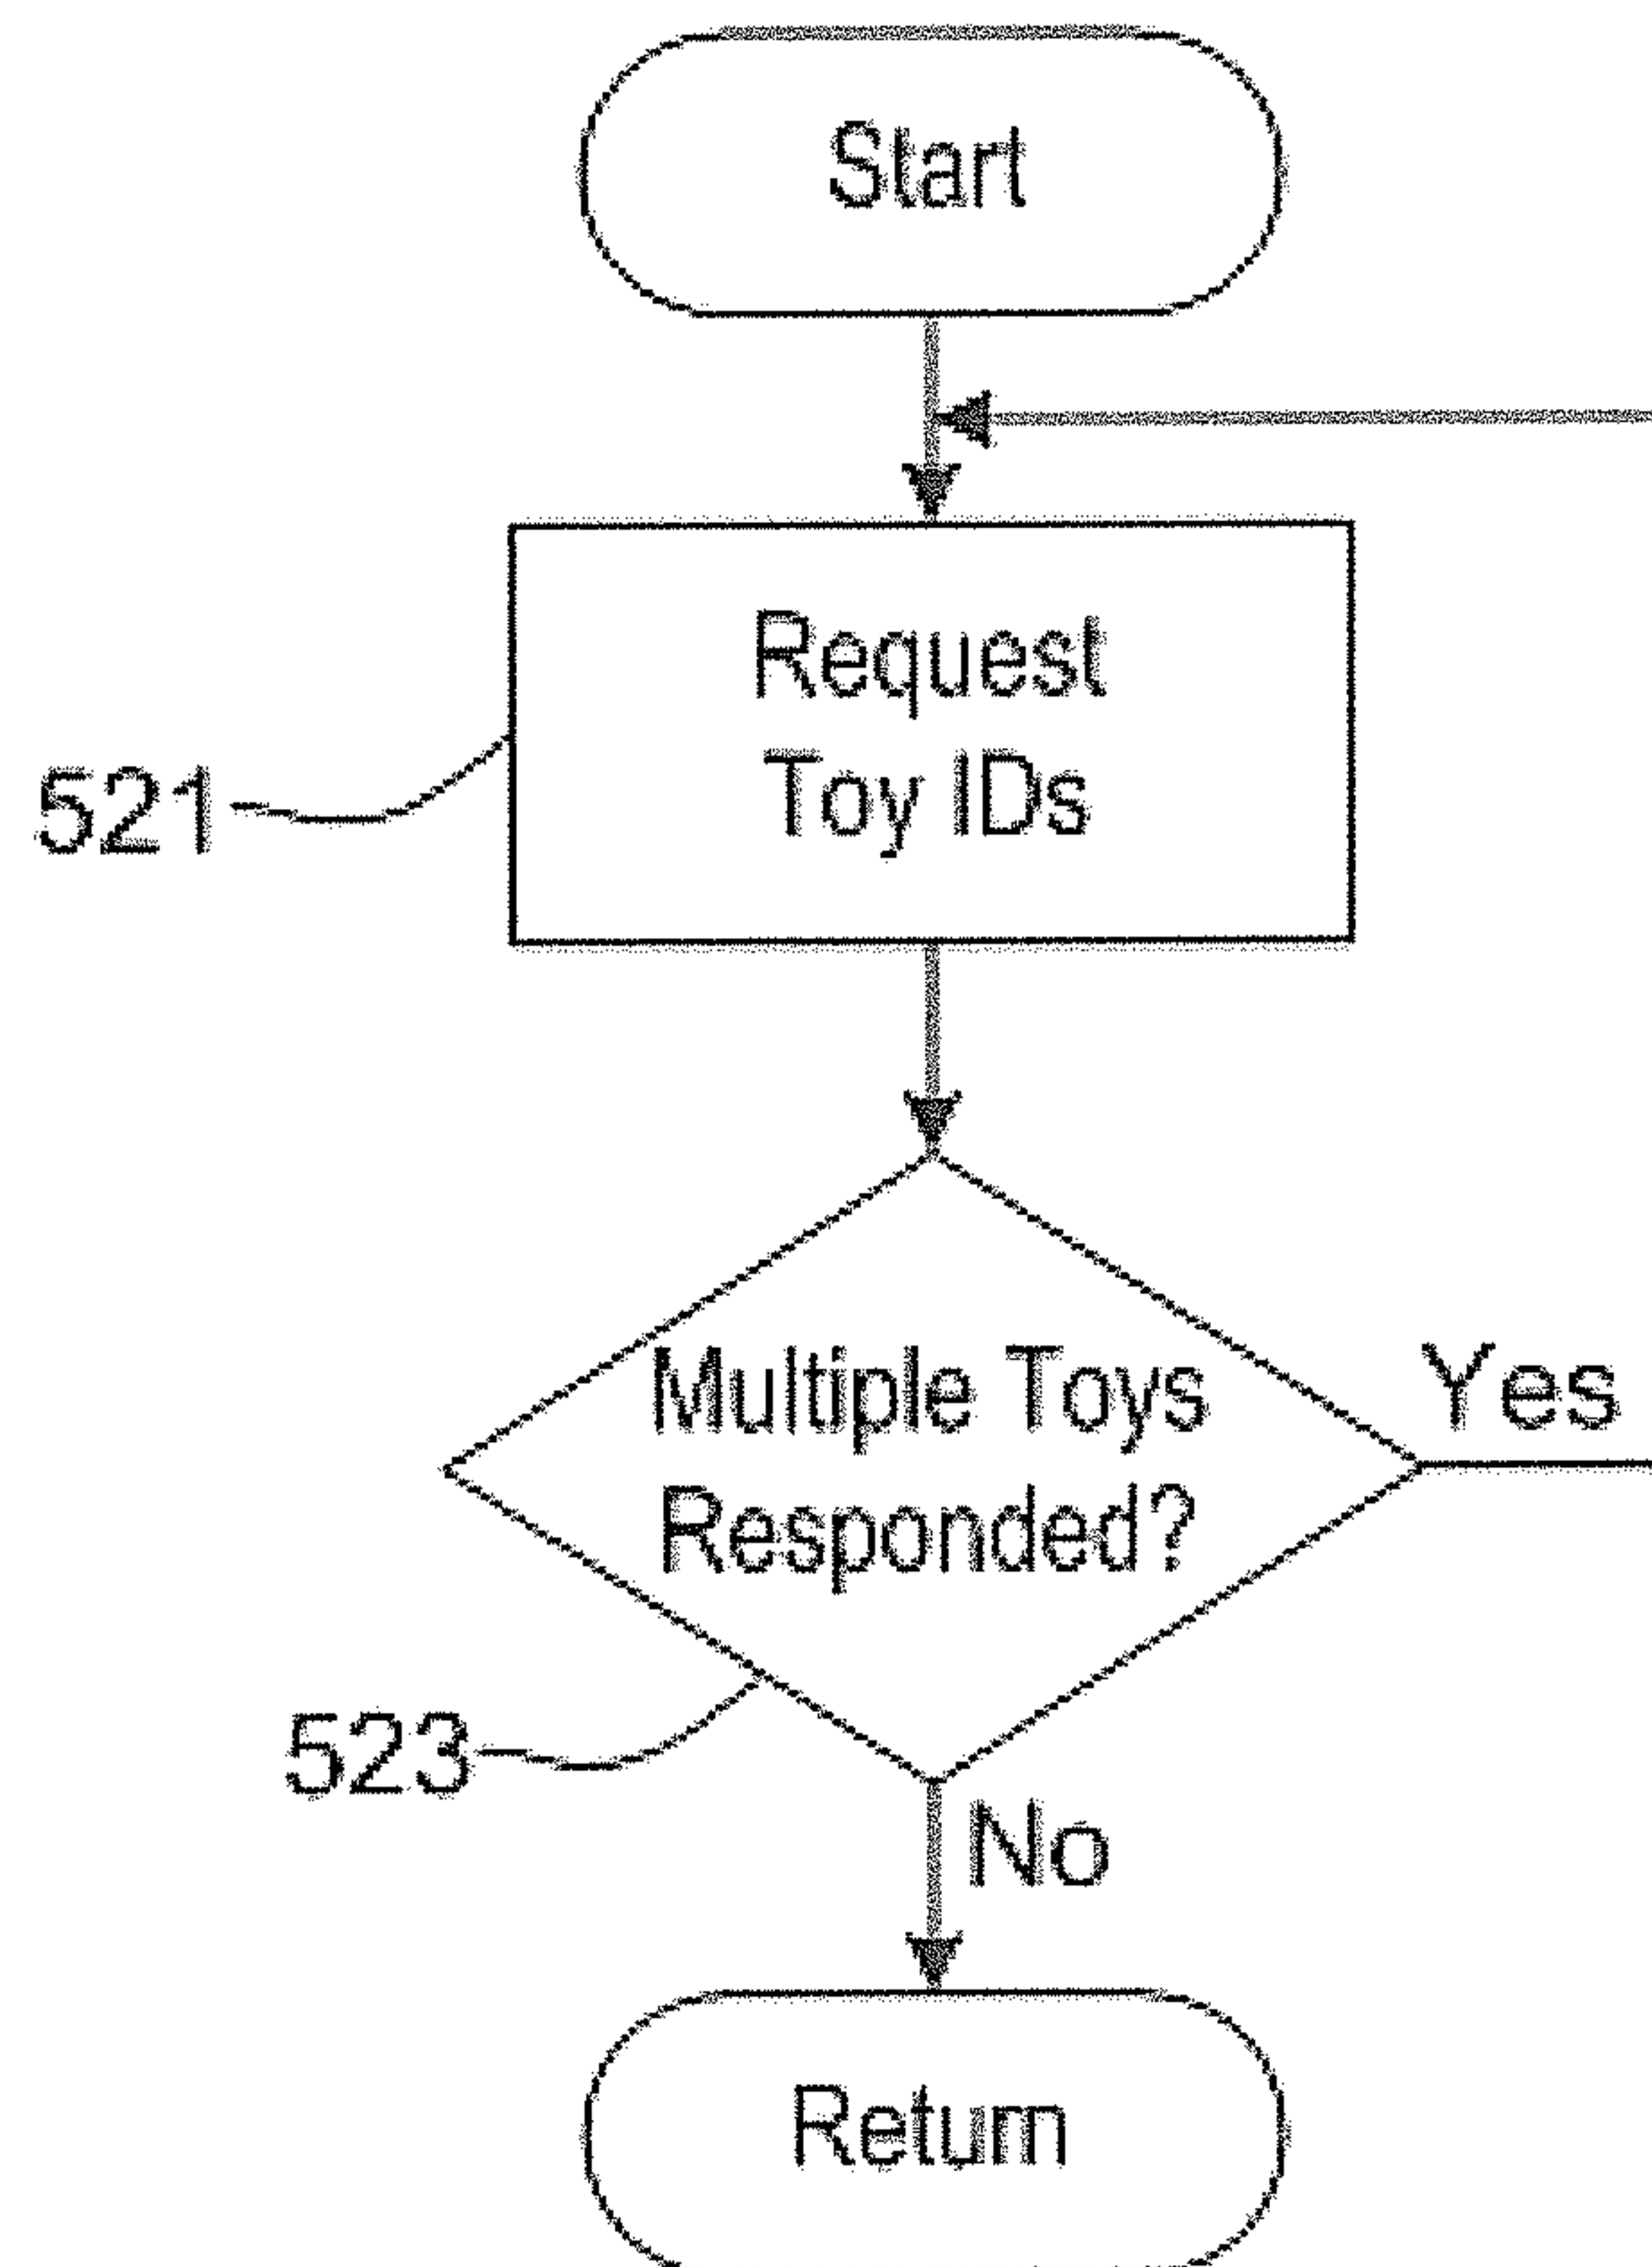 Start
Request
Toy IDs
521
Multiple Toys
Responded?
Yes
523
No
Return